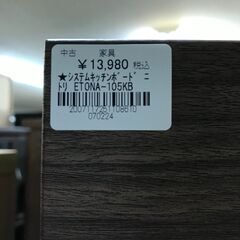 中古 家具
￥13,980 税込
★システムキッチンボード ニ
トリ ETONA-105KB
2007117251108610
070224